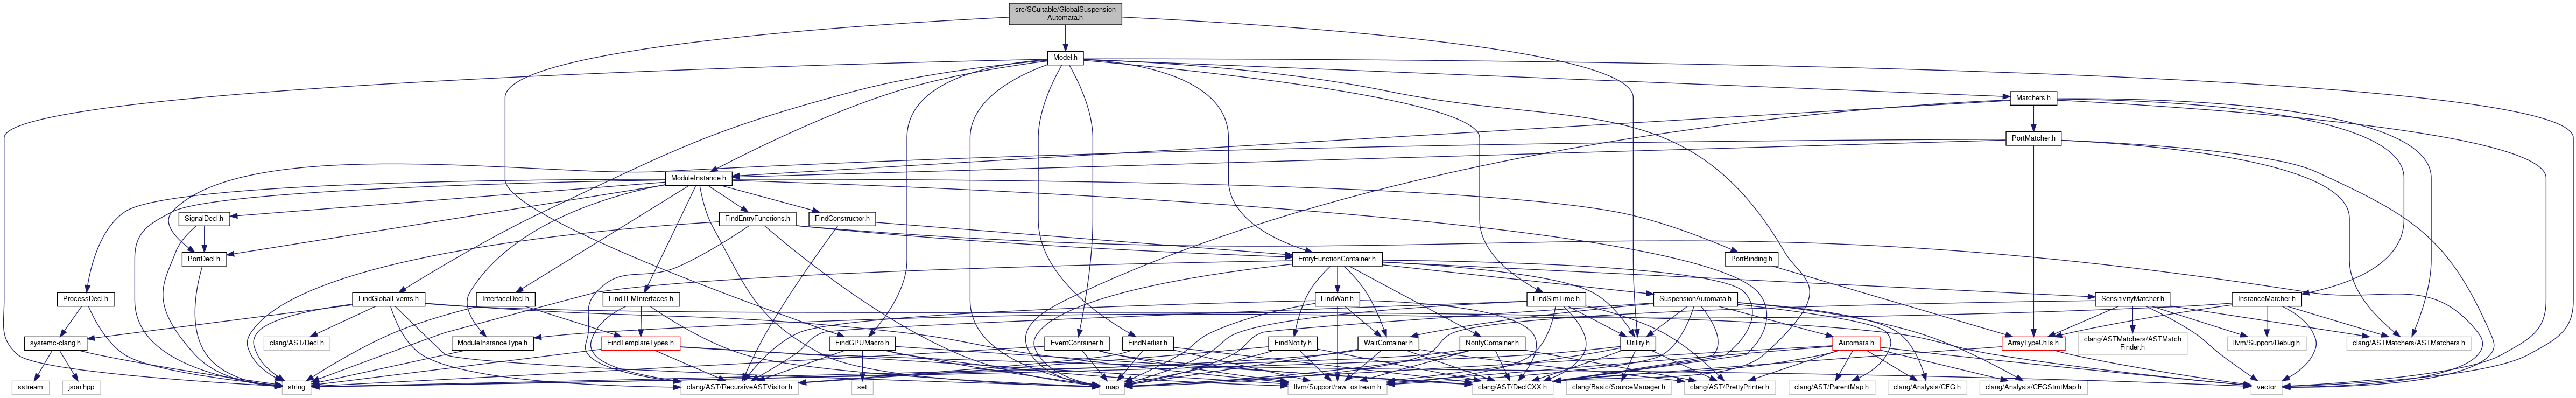 src/SCuitable/GlobalSuspension
Automata.h
Model.h
Matchers.h
PortMatcher.h
ModuleInstance.h
SignalDecl.h
FindEntryFunctions.h
FindConstructor.h
PortDecl.h
EntryFunctionContainer.h
PortBinding.h
ProcessDecl.h
FindGlobalEvents.h
InterfaceDecl.h
FindTLMInterfaces.h
FindWait.h
FindSimTime.h
SuspensionAutomata.h
SensitivityMatcher.h
InstanceMatcher.h
systemc-clang.h
clang/AST/Decl.h
ModuleInstanceType.h
FindTemplateTypes.h
FindGPUMacro.h
EventContainer.h
FindNetlist.h
FindNotify.h
WaitContainer.h
NotifyContainer.h
Utility.h
Automata.h
clang/ASTMatchers/ASTMatch
Finder.h
llvm/Support/Debug.h
ArrayTypeUtils.h
clang/ASTMatchers/ASTMatchers.h
sstream
json.hpp
string
clang/AST/RecursiveASTVisitor.h
set
map
llvm/Support/raw_ostream.h
clang/AST/DeclCXX.h
clang/Basic/SourceManager.h
clang/AST/PrettyPrinter.h
clang/AST/ParentMap.h
clang/Analysis/CFG.h
clang/Analysis/CFGStmtMap.h
vector